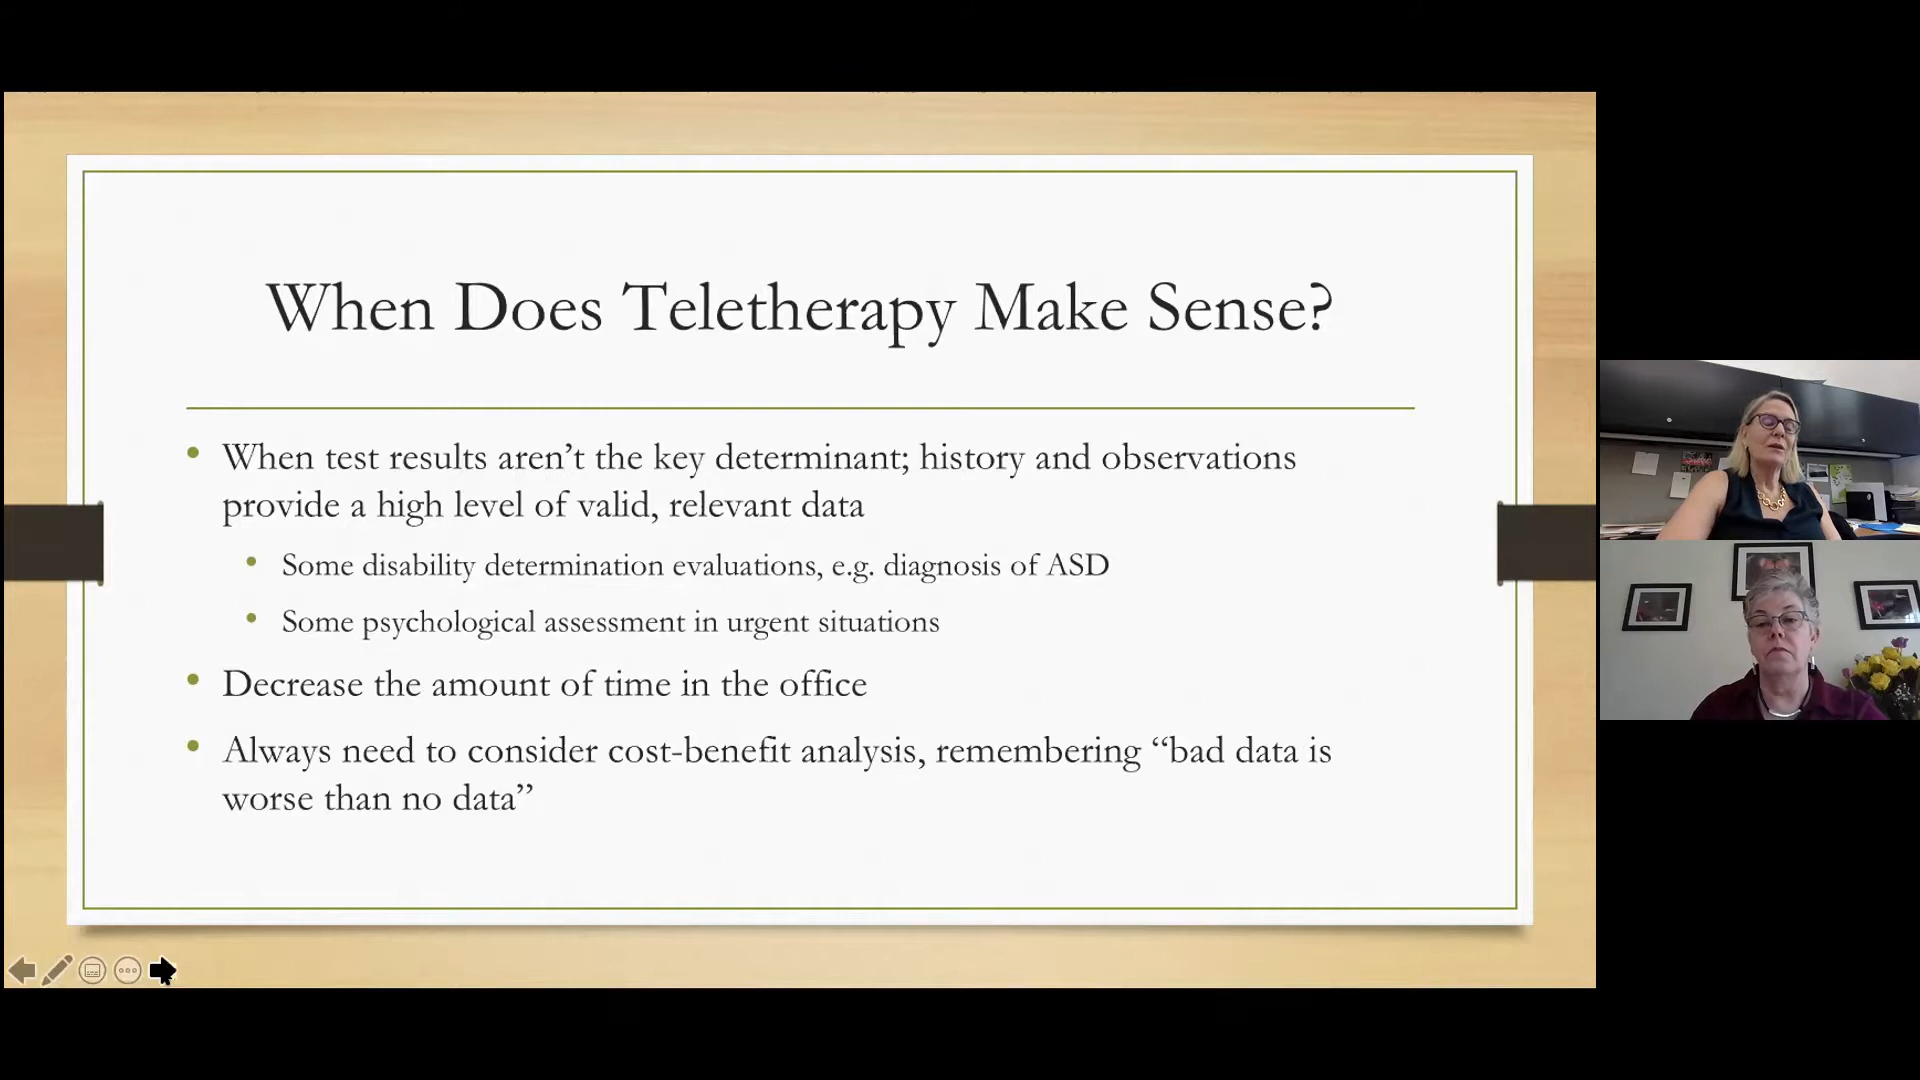 When Does Teletherapy Make Sense?
• When test results aren’t the key determinant; history and observations
provide a high level of valid, relevant data
• Some disability determination evaluations, e.g. diagnosis of ASD
• Some psychological assessment in urgent situations
• Decrease the amount of time in the office
• Always need to consider cost-benefit analysis, remembering “bad data is
worse than no data”